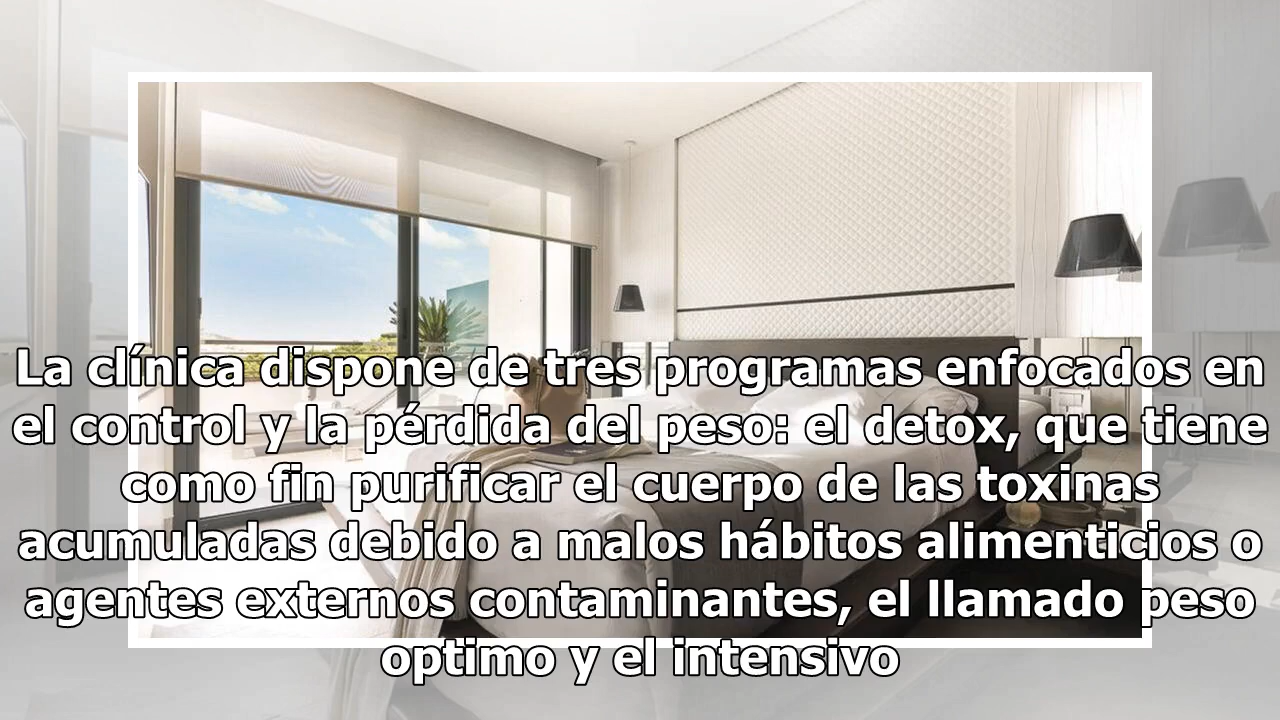 La clínica dispone de tres programas enfocados en
el control y la pérdida del peso: el detox, que tiene
como fin purificar el cuerpo de las toxinas
acumuladas debido a malos hábitos alimenticios o
agentes externos contaminantes, el llamado peso
optimo y el intensivo